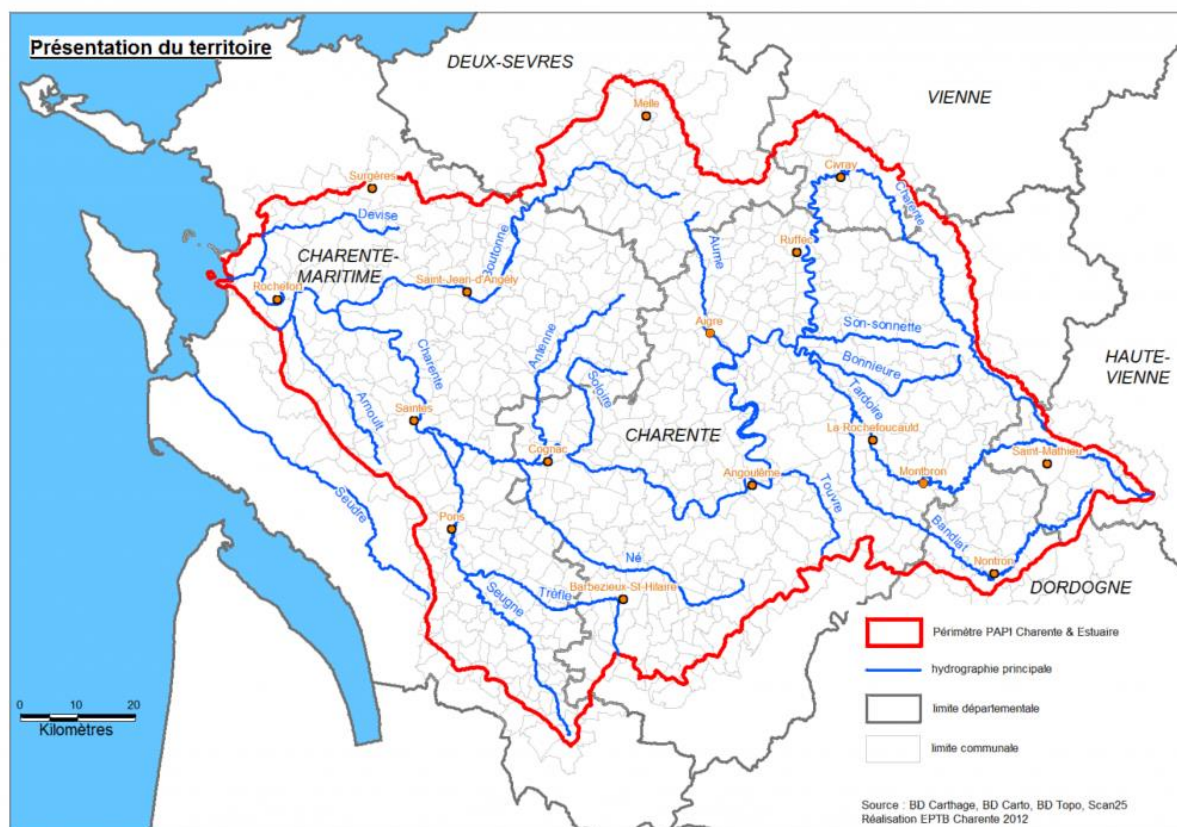 Présentation du territoire
DEUX-SEVRES
VIENNE
Melle
Civray
Surgères
Charente
Devise
Boutonne
Aume
Ruffec
CHARENTE-
MARITIME
Saint-Jean-d'Angély
Rochefort
Aigre
Son-sonnette
Antenne
Bonnieure
HAUTE-
VIENNE
Charente
Soloire
Tardoire
Arnoult
Saintes
La Rochefoucauld
CHARENTE
Cognac
Saint-Mathieu
Montbron
Angoulême
Touvre
Seudre
Pons
Bandiat
Né
Nontron
Tréfle
Barbezieux-St-Hilaire
Seugne
DORDOGNE
Périmètre PAPI Charente & Estuaire
hydrographie principale
limite départementale
limite communale
0 10 20
Kilomètres
Source : BD Carthage, BD Carto, BD Topo, Scan25
Réalisation EPTB Charente 2012